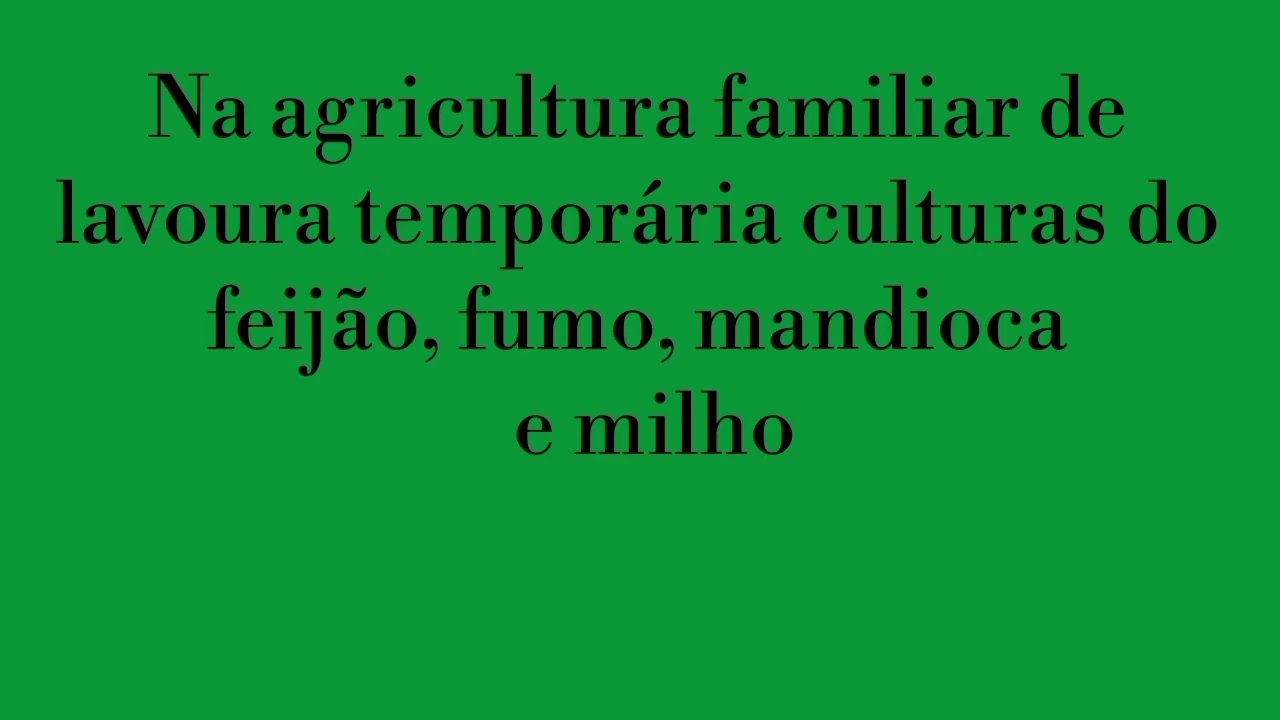 Na agricultura familiar de
lavoura temporária culturas do
feijão, fumo, mandioca
e milho